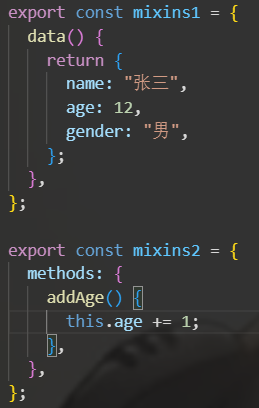 export const mixins1 = {
  data() {
    return {
      name: "张三",
      age: 12,
      gender: "男",
    };
  },
};

export const mixins2 = {
  methods: {
    addAge() {
      this.age += 1;
    },
  },
};